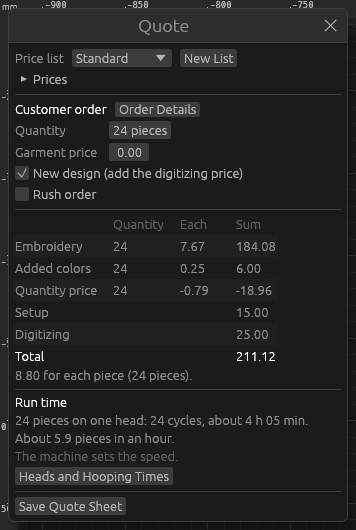 mm -900 -850 -800 -750
Quote
Price list Standard New List
Prices
Customer order Order Details
Quantity 24 pieces
Garment price 0.00
New design (add the digitizing price)
Rush order
Quantity Each Sum
Embroidery 24 7.67 184.08
Added colors 24 0.25 6.00
Quantity price 24 -0.79 -18.96
Setup 15.00
Digitizing 25.00
Total 211.12
8.80 for each piece (24 pieces).
Run time
24 pieces on one head: 24 cycles, about 4 h 05 min.
About 5.9 pieces in an hour.
The machine sets the speed.
Heads and Hooping Times
Save Quote Sheet